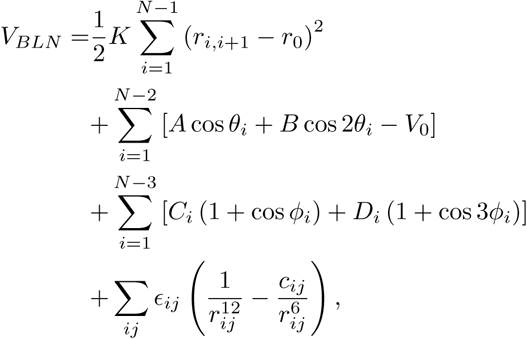 V_{BLN} = \frac{1}{2} K \sum_{i=1}^{N-1} (r_{i,i+1} - r_0)^2
+ \sum_{i=1}^{N-2} [A \cos \theta_i + B \cos 2\theta_i - V_0]
+ \sum_{i=1}^{N-3} [C_i (1 + \cos \phi_i) + D_i (1 + \cos 3\phi_i)]
+ \sum_{ij} \epsilon_{ij} \left( \frac{1}{r_{ij}^{12}} - \frac{c_{ij}}{r_{ij}^{6}} \right),